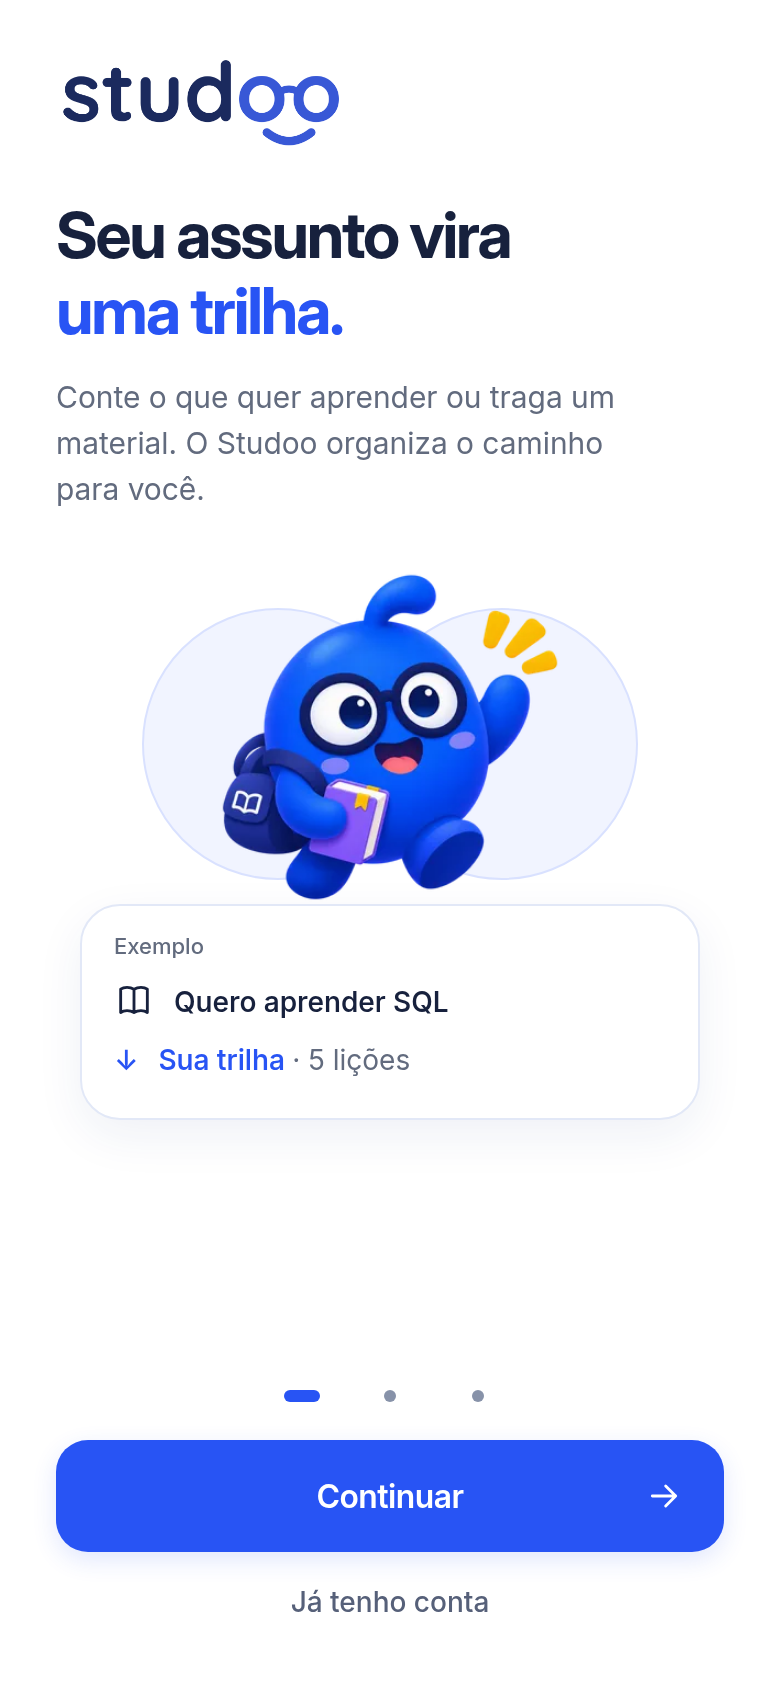 studoo
Seu assunto vira
uma trilha.
Conte o que quer aprender ou traga um
material. O Studoo organiza o caminho
para você.
Exemplo
Quero aprender SQL
Sua trilha · 5 lições
Continuar
Já tenho conta